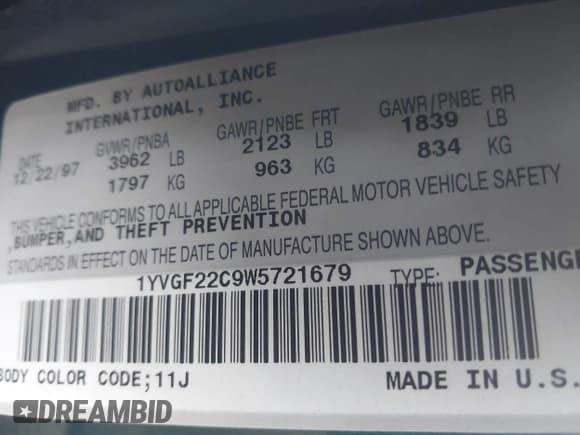 MFD. BY AUTOALLIANCE
INTERNATIONAL, INC.
DATE GVWR/PNBA GAWR/PNBE FRT GAWR/PNBE RR
12/22/97 3962 LB 2123 LB 1839 LB
1797 KG 963 KG 834 KG
THIS VEHICLE CONFORMS TO ALL APPLICABLE FEDERAL MOTOR VEHICLE SAFETY
,BUMPER,AND THEFT PREVENTION
STANDARDS IN EFFECT ON THE DATE OF MANUFACTURE SHOWN ABOVE.
1YVGF22C9W5721679 TYPE: PASSENGE
BODY COLOR CODE;11J MADE IN U.S.
DREAMBID